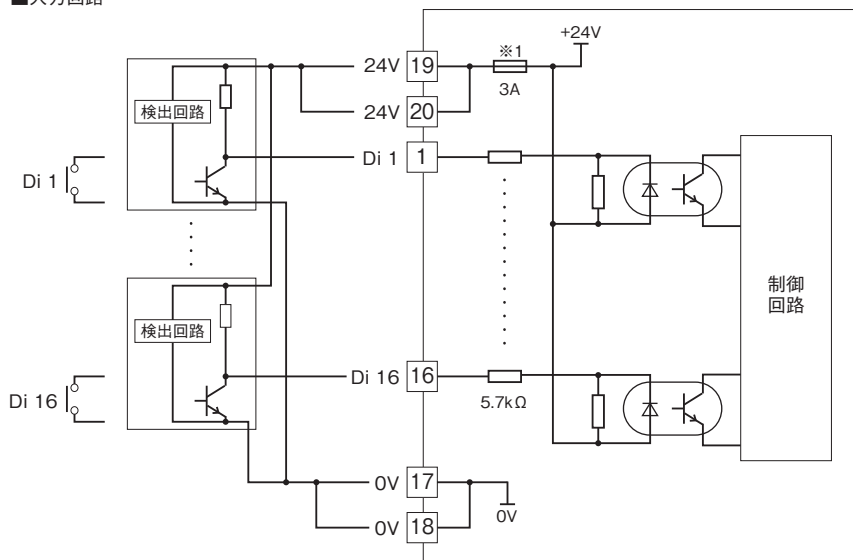 ■入力回路
+24V
24V 19
※1
3A
24V 20
検出回路
Di 1
Di 1 1
制御
回路
検出回路
Di 16
Di 16 16
5.7kΩ
0V 17
0V
0V 18